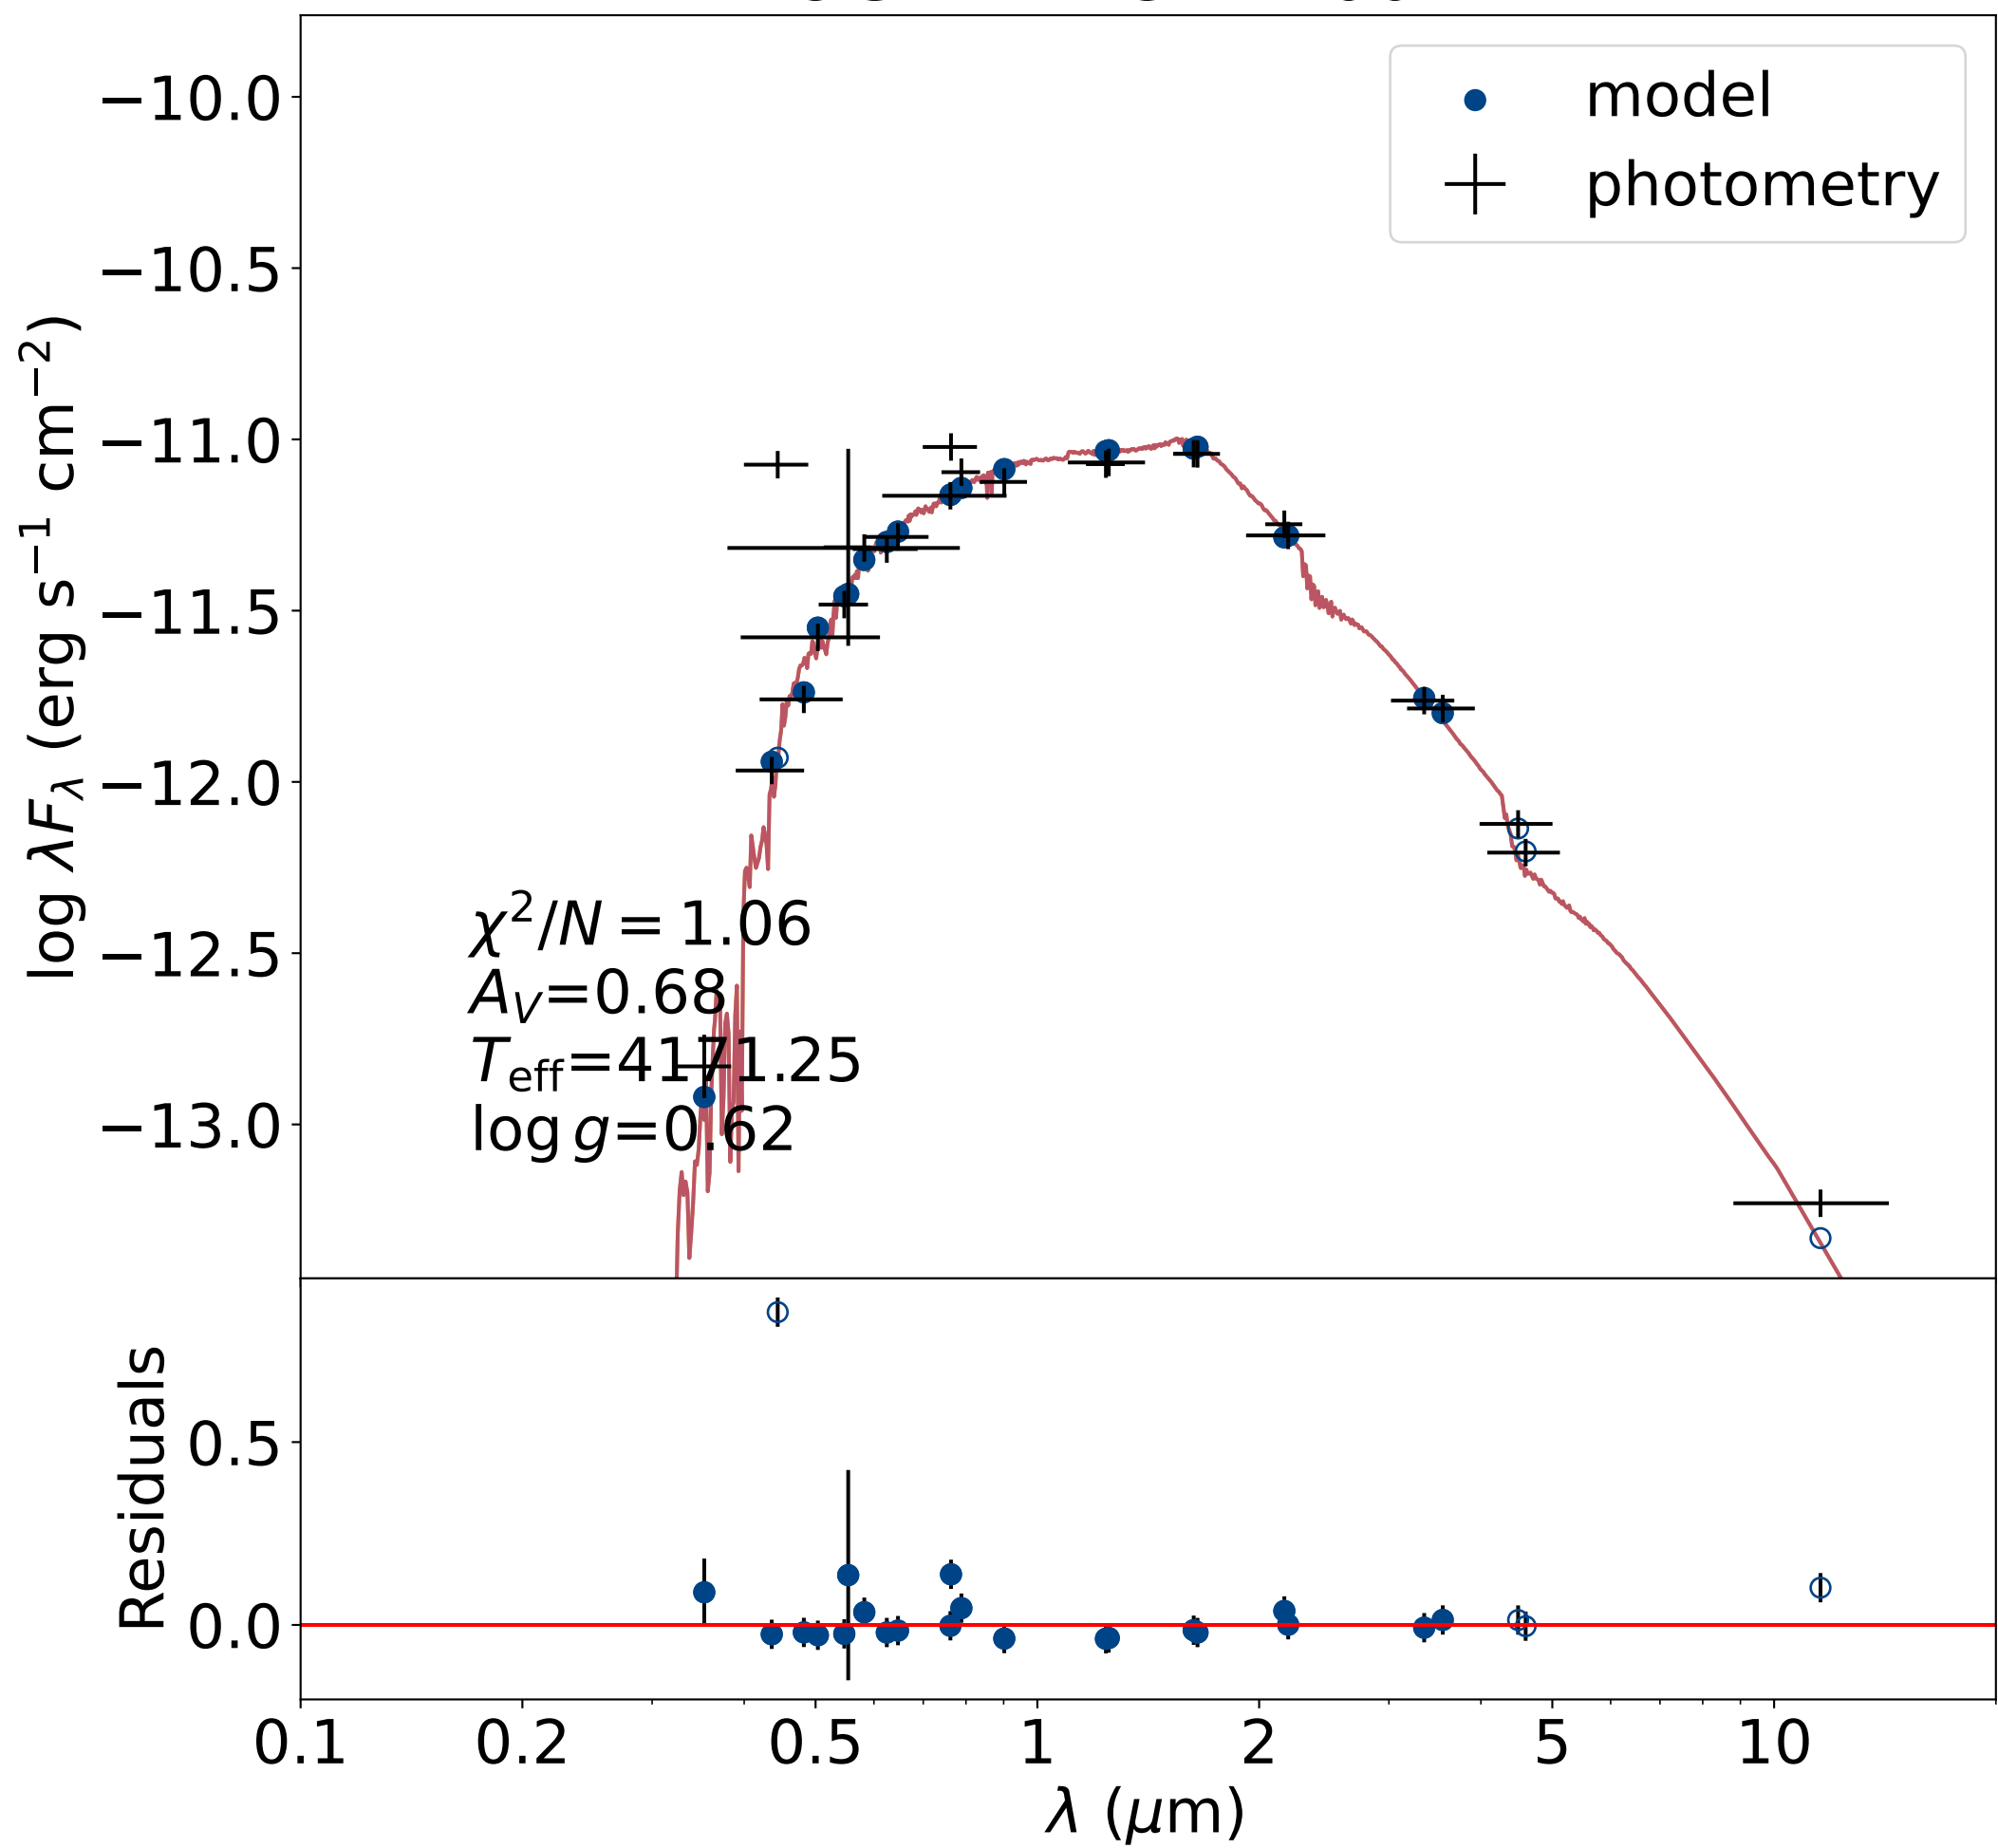 model
photometry
−10.0
−10.5
−11.0
−11.5
−12.0
−12.5
−13.0
log λF_λ (erg s⁻¹ cm⁻²)
χ²/N = 1.06
A_V=0.68
T_eff=4171.25
log g=0.62
Residuals
0.5
0.0
0.1 0.2 0.5 1 2 5 10
λ (μm)